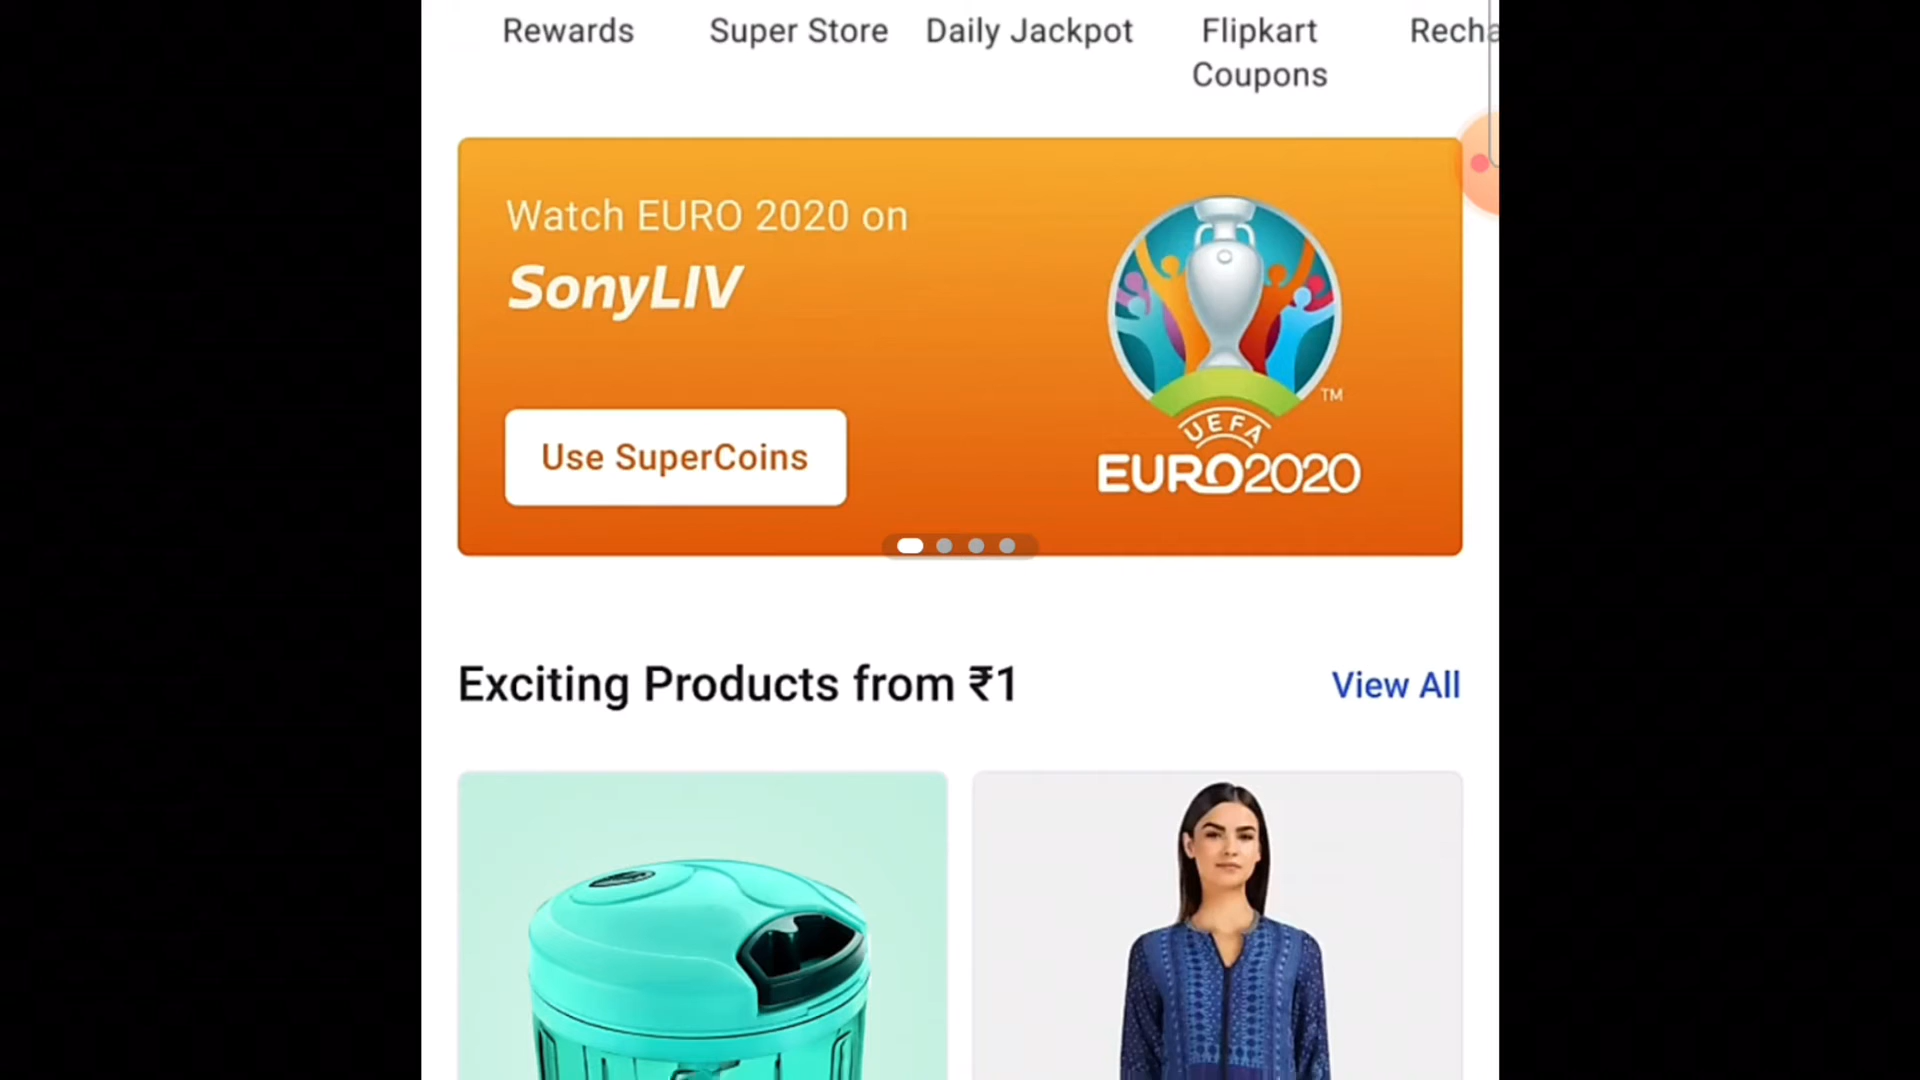 Rewards
Super Store
Daily Jackpot
Flipkart
Coupons
Watch EURO 2020 on
SonyLIV
Use SuperCoins
TM
UEFA
EURO2020
Exciting Products from ₹1
View All